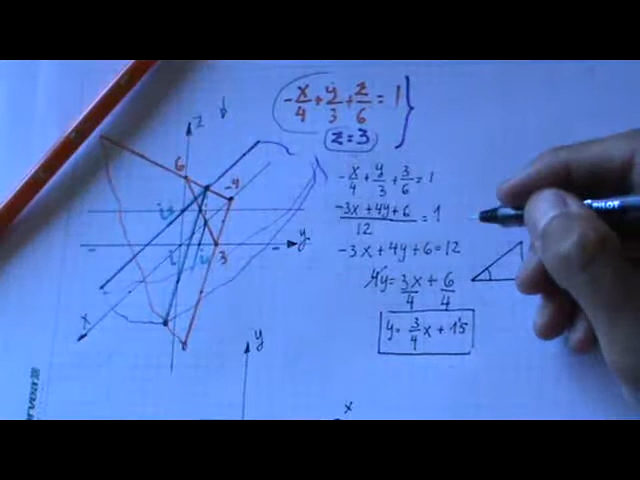 -x/4 + y/3 + z/6 = 1
z = 3
z
6
-4
y
3
x
-x/4 + y/3 + 3/6 = 1
(-3x + 4y + 6)/12 = 1
-3x + 4y + 6 = 12
4y = 3x/4 + 6/4
y = 3/4 x + 1'5
y
x
PILOT